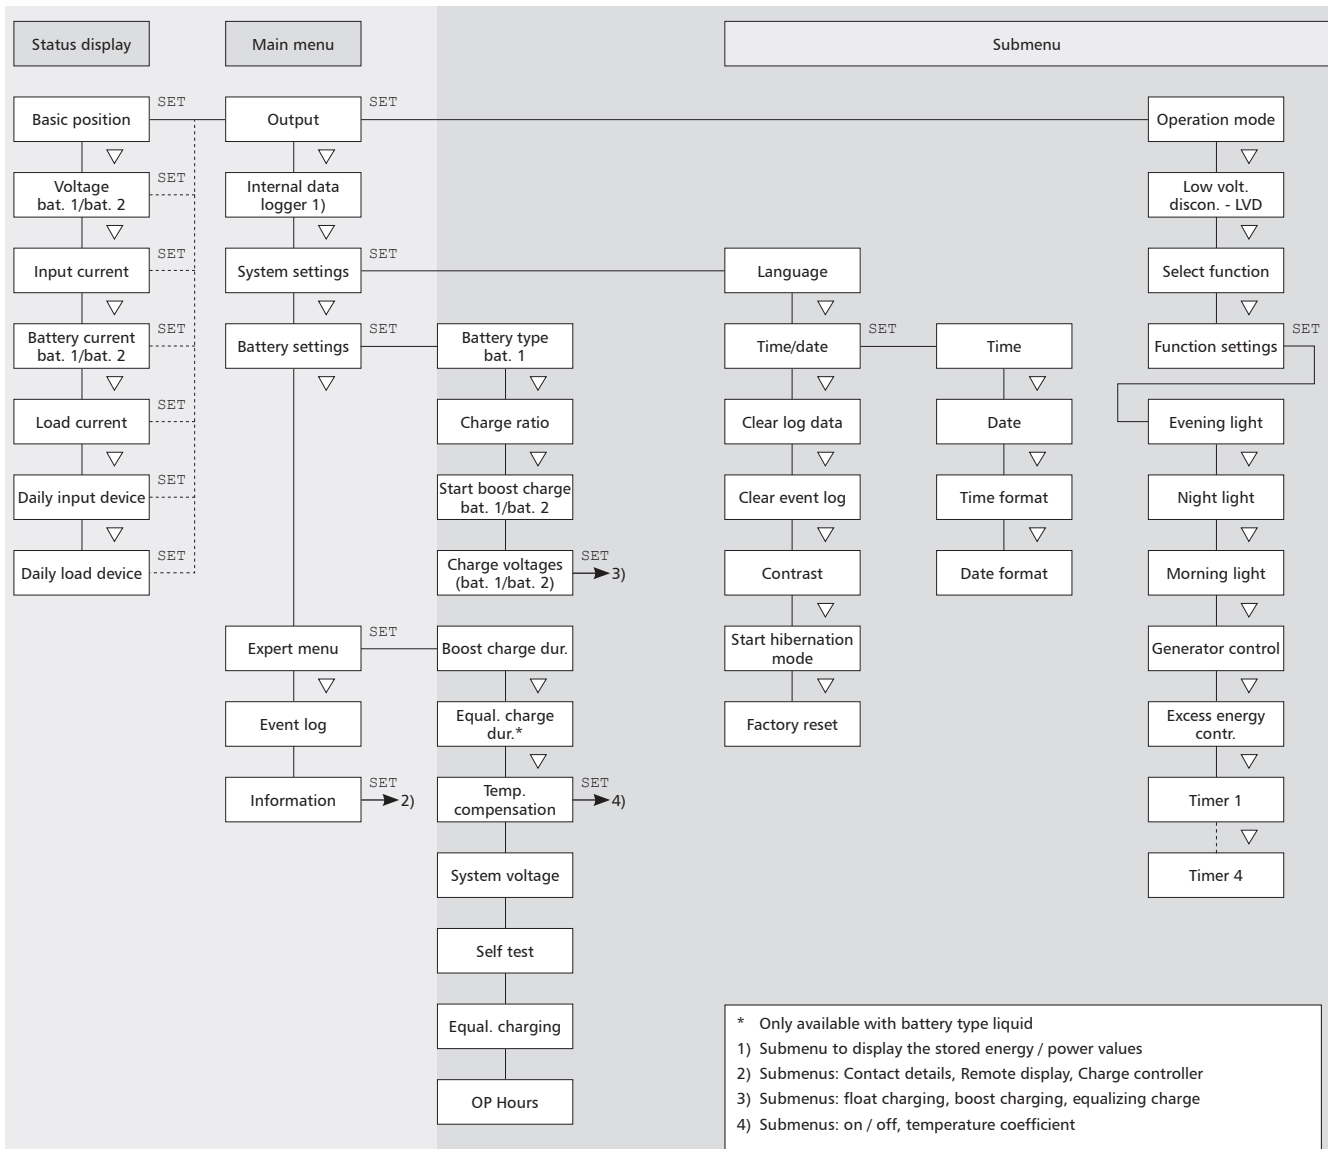 Status display
Main menu
Submenu
SET
SET
Basic position
Output
Operation mode
SET
Voltage
bat. 1/bat. 2
Internal data
logger 1)
Low volt.
discon. - LVD
SET
SET
Input current
System settings
Language
Select function
SET
SET
SET
SET
Battery current
bat. 1/bat. 2
Battery settings
Battery type
bat. 1
Time/date
Time
Function settings
SET
Load current
Charge ratio
Clear log data
Date
Evening light
SET
Daily input device
Start boost charge
bat. 1/bat. 2
Clear event log
Time format
Night light
SET
SET
Daily load device
Charge voltages
(bat. 1/bat. 2)
3)
Contrast
Date format
Morning light
SET
Expert menu
Boost charge dur.
Start hibernation
mode
Generator control
Event log
Equal. charge
dur.*
Factory reset
Excess energy
contr.
SET
SET
Information
2)
Temp.
compensation
4)
Timer 1
System voltage
Timer 4
Self test
Equal. charging
OP Hours
* Only available with battery type liquid
1) Submenu to display the stored energy / power values
2) Submenus: Contact details, Remote display, Charge controller
3) Submenus: float charging, boost charging, equalizing charge
4) Submenus: on / off, temperature coefficient